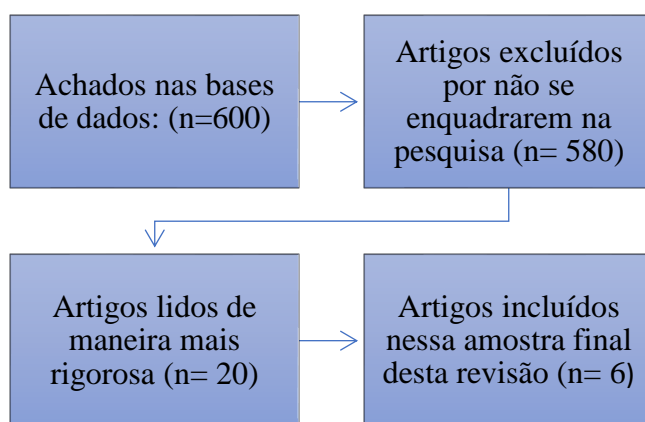 Achados nas bases
de dados: (n=600)
Artigos excluídos
por não se
enquadrarem na
pesquisa (n= 580)
Artigos lidos de
maneira mais
rigorosa (n= 20)
Artigos incluídos
nessa amostra final
desta revisão (n= 6)